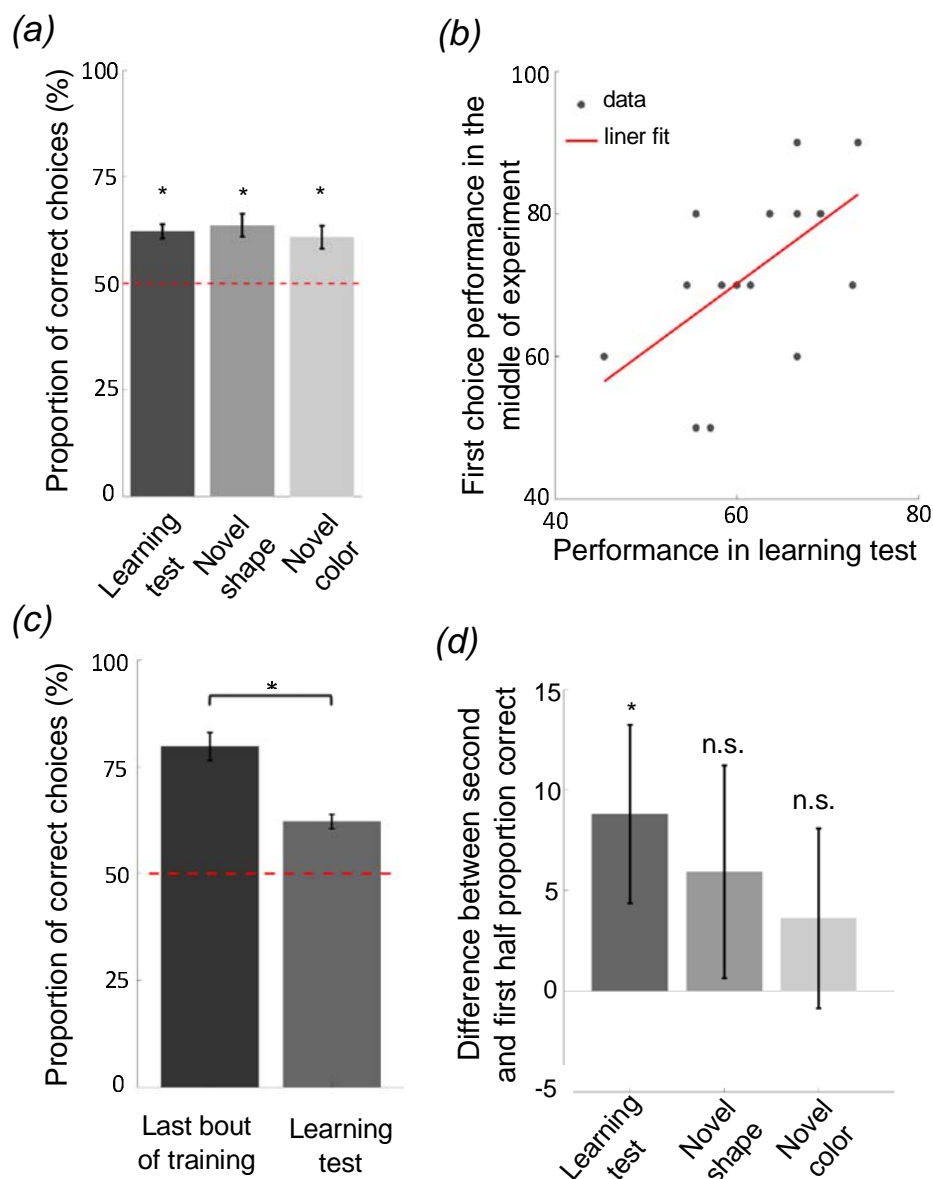 (a)
Proportion of correct choices (%)
100
75
50
25
0
*
*
*
Learning
test
Novel
shape
Novel
color
(b)
First choice performance in the
middle of experiment
100
80
60
40
data
liner fit
40
60
80
Performance in learning test
(c)
Proportion of correct choices (%)
100
75
50
25
0
*
Last bout
of training
Learning
test
(d)
Difference between second
and first half proportion correct
15
10
5
0
-5
*
n.s.
n.s.
Learning
test
Novel
shape
Novel
color